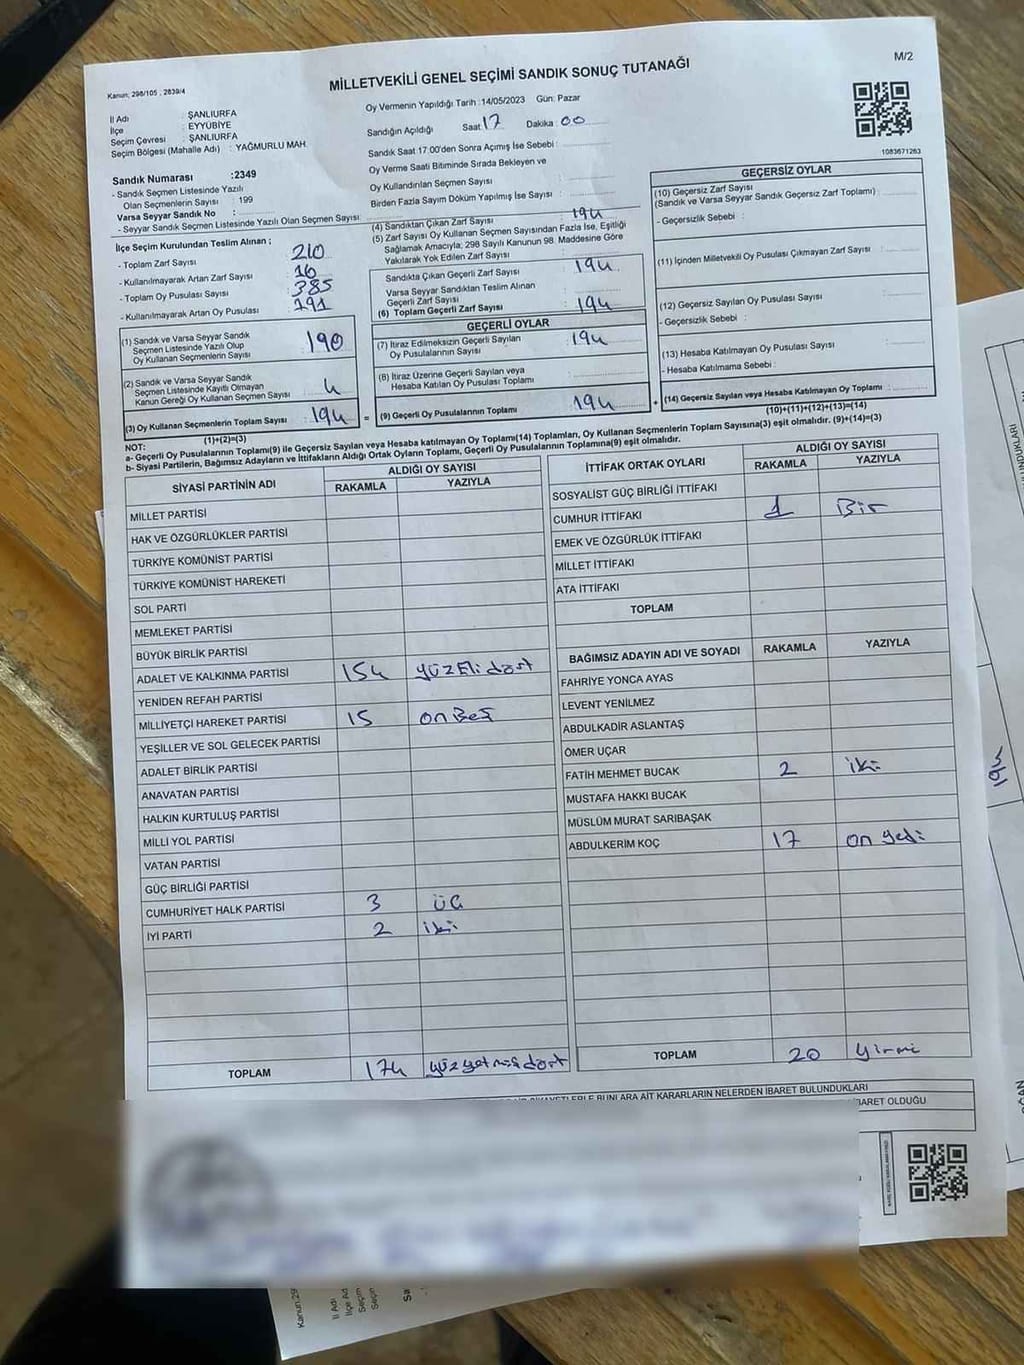 Kanun: 298/105 , 2839/4
MİLLETVEKİLİ GENEL SEÇİMİ SANDIK SONUÇ TUTANAĞI
M/2
İl Adı : ŞANLIURFA
İlçe : EYYÜBİYE
Seçim Çevresi : ŞANLIURFA
Seçim Bölgesi (Mahalle Adı) : YAĞMURLU MAH.
Sandık Numarası :2349
- Sandık Seçmen Listesinde Yazılı
Olan Seçmenlerin Sayısı : 199
Varsa Seyyar Sandık No :
- Seyyar Sandık Seçmen Listesinde Yazılı Olan Seçmen Sayısı:
Oy Vermenin Yapıldığı Tarih :14/05/2023 Gün: Pazar
Sandığın Açıldığı Saat 17 Dakika : 00
Sandık Saat 17:00'den Sonra Açılmış İse Sebebi :
Oy Verme Saati Bitiminde Sırada Bekleyen ve
Oy Kullandırılan Seçmen Sayısı :
Birden Fazla Sayım Döküm Yapılmış İse Sayısı :
1083671263
İlçe Seçim Kurulundan Teslim Alınan ;
- Toplam Zarf Sayısı : 210
- Kullanılmayarak Artan Zarf Sayısı : 16
- Toplam Oy Pusulası Sayısı : 385
- Kullanılmayarak Artan Oy Pusulası : 191
(1) Sandık ve Varsa Seyyar Sandık
Seçmen Listesinde Yazılı Olup
Oy Kullanan Seçmenlerin Sayısı : 190
(2) Sandık ve Varsa Seyyar Sandık
Seçmen Listesinde Kayıtlı Olmayan
Kanun Gereği Oy Kullanan Seçmen Sayısı : 4
(3) Oy Kullanan Seçmenlerin Toplam Sayısı : 194 =
(1)+(2)=(3)
(4) Sandıktan Çıkan Zarf Sayısı : 194
(5) Zarf Sayısı Oy Kullanan Seçmen Sayısından Fazla İse, Eşitliği
Sağlamak Amacıyla; 298 Sayılı Kanunun 98. Maddesine Göre
Yakılarak Yok Edilen Zarf Sayısı :
Sandıkta Çıkan Geçerli Zarf Sayısı : 194
Varsa Seyyar Sandıktan Teslim Alınan
Geçerli Zarf Sayısı :
(6) Toplam Geçerli Zarf Sayısı : 194
GEÇERLİ OYLAR
(7) İtiraz Edilmeksizin Geçerli Sayılan
Oy Pusulalarının Sayısı : 194
(8) İtiraz Üzerine Geçerli Sayılan veya
Hesaba Katılan Oy Pusulası Toplamı :
(9) Geçerli Oy Pusulalarının Toplamı : 194 +
GEÇERSİZ OYLAR
(10) Geçersiz Zarf Sayısı
(Sandık ve Varsa Seyyar Sandık Geçersiz Zarf Toplamı) :
- Geçersizlik Sebebi :
(11) İçinden Milletvekili Oy Pusulası Çıkmayan Zarf Sayısı :
(12) Geçersiz Sayılan Oy Pusulası Sayısı :
- Geçersizlik Sebebi :
(13) Hesaba Katılmayan Oy Pusulası Sayısı :
- Hesaba Katılmama Sebebi :
(14) Geçersiz Sayılan veya Hesaba Katılmayan Oy Toplamı :
(10)+(11)+(12)+(13)=(14)
NOT:
a- Geçerli Oy Pusulalarının Toplamı(9) ile Geçersiz Sayılan veya Hesaba katılmayan Oy Toplamı(14) Toplamları, Oy Kullanan Seçmenlerin Toplam Sayısına(3) eşit olmalıdır. (9)+(14)=(3)
b- Siyasi Partilerin, Bağımsız Adayların ve İttifakların Aldığı Ortak Oyların Toplamı, Geçerli Oy Pusulalarının Toplamına(9) eşit olmalıdır.
SİYASİ PARTİNİN ADI ALDIĞI OY SAYISI
RAKAMLA YAZIYLA
MİLLET PARTİSİ
HAK VE ÖZGÜRLÜKLER PARTİSİ
TÜRKİYE KOMÜNİST PARTİSİ
TÜRKİYE KOMÜNİST HAREKETİ
SOL PARTİ
MEMLEKET PARTİSİ
BÜYÜK BİRLİK PARTİSİ
ADALET VE KALKINMA PARTİSİ 154 yüzElidört
YENİDEN REFAH PARTİSİ
MİLLİYETÇİ HAREKET PARTİSİ 15 onBeş
YEŞİLLER VE SOL GELECEK PARTİSİ
ADALET BİRLİK PARTİSİ
ANAVATAN PARTİSİ
HALKIN KURTULUŞ PARTİSİ
MİLLİ YOL PARTİSİ
VATAN PARTİSİ
GÜÇ BİRLİĞİ PARTİSİ
CUMHURİYET HALK PARTİSİ 3 üç
İYİ PARTİ 2 iki
TOPLAM 174 yüzyetmişdört
İTTİFAK ORTAK OYLARI ALDIĞI OY SAYISI
RAKAMLA YAZIYLA
SOSYALİST GÜÇ BİRLİĞİ İTTİFAKI
CUMHUR İTTİFAKI 1 Bir
EMEK VE ÖZGÜRLÜK İTTİFAKI
MİLLET İTTİFAKI
ATA İTTİFAKI
TOPLAM
BAĞIMSIZ ADAYIN ADI VE SOYADI RAKAMLA YAZIYLA
FAHRİYE YONCA AYAS
LEVENT YENİLMEZ
ABDULKADİR ASLANTAŞ
ÖMER UÇAR
FATİH MEHMET BUCAK 2 iki
MUSTAFA HAKKI BUCAK
MÜSLÜM MURAT SARIBAŞAK
ABDULKERİM KOÇ 17 on yedi
TOPLAM 20 yirmi
BUNLARA AİT KARARLARIN NELERDEN İBARET BULUNDUKLARI
İBARET OLDUĞU
194
Kanun:29
İl Adı
İlçe Ad
Seçim
Seçin
Sa